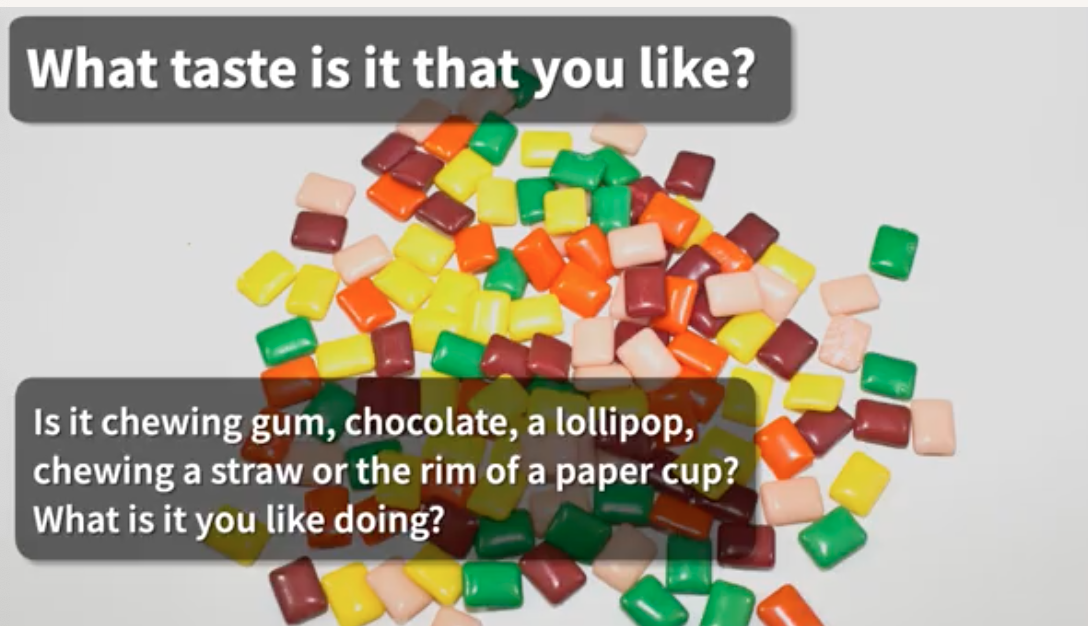 What taste is it that you like?
Is it chewing gum, chocolate, a lollipop,
chewing a straw or the rim of a paper cup?
What is it you like doing?